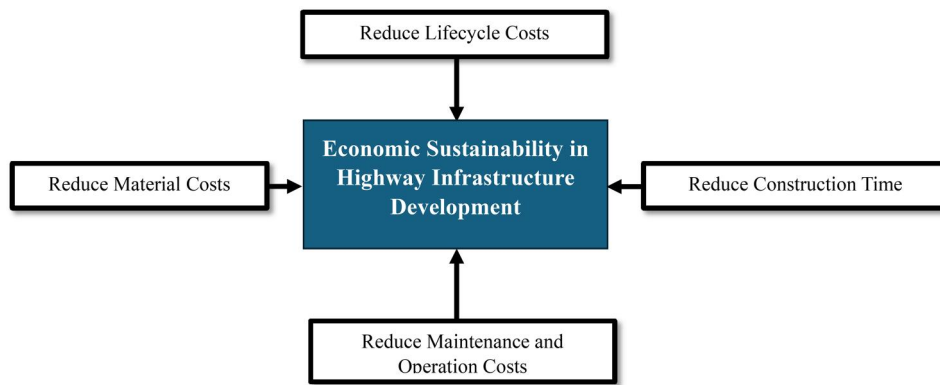 Reduce Lifecycle Costs
Economic Sustainability in
Highway Infrastructure
Development
Reduce Material Costs
Reduce Construction Time
Reduce Maintenance and
Operation Costs